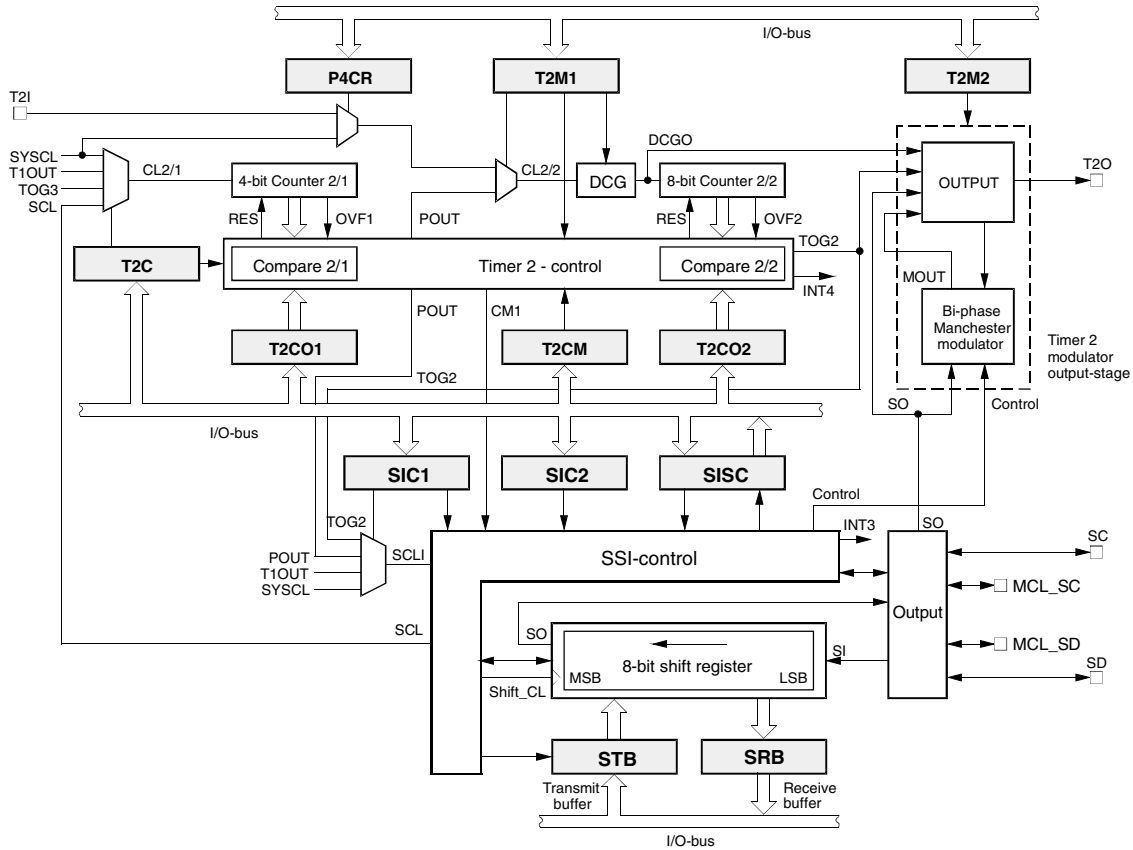 I/O-bus
P4CR
T2M1
T2M2
T2I
SYSCL
T1OUT
TOG3
SCL
CL2/1
4-bit Counter 2/1
CL2/2
DCG
DCGO
8-bit Counter 2/2
OUTPUT
T2O
RES
OVF1
POUT
RES
OVF2
TOG2
T2C
Compare 2/1
Timer 2 - control
Compare 2/2
INT4
MOUT
Bi-phase
Manchester
modulator
Timer 2
modulator
output-stage
POUT
CM1
T2CO1
T2CM
T2CO2
TOG2
SO
Control
I/O-bus
SIC1
SIC2
SISC
Control
TOG2
POUT
T1OUT
SYSCL
SCLI
SSI-control
INT3
SO
SC
MCL_SC
Output
MCL_SD
SD
SCL
SO
SI
8-bit shift register
MSB
LSB
Shift_CL
STB
SRB
Transmit
buffer
Receive
buffer
I/O-bus